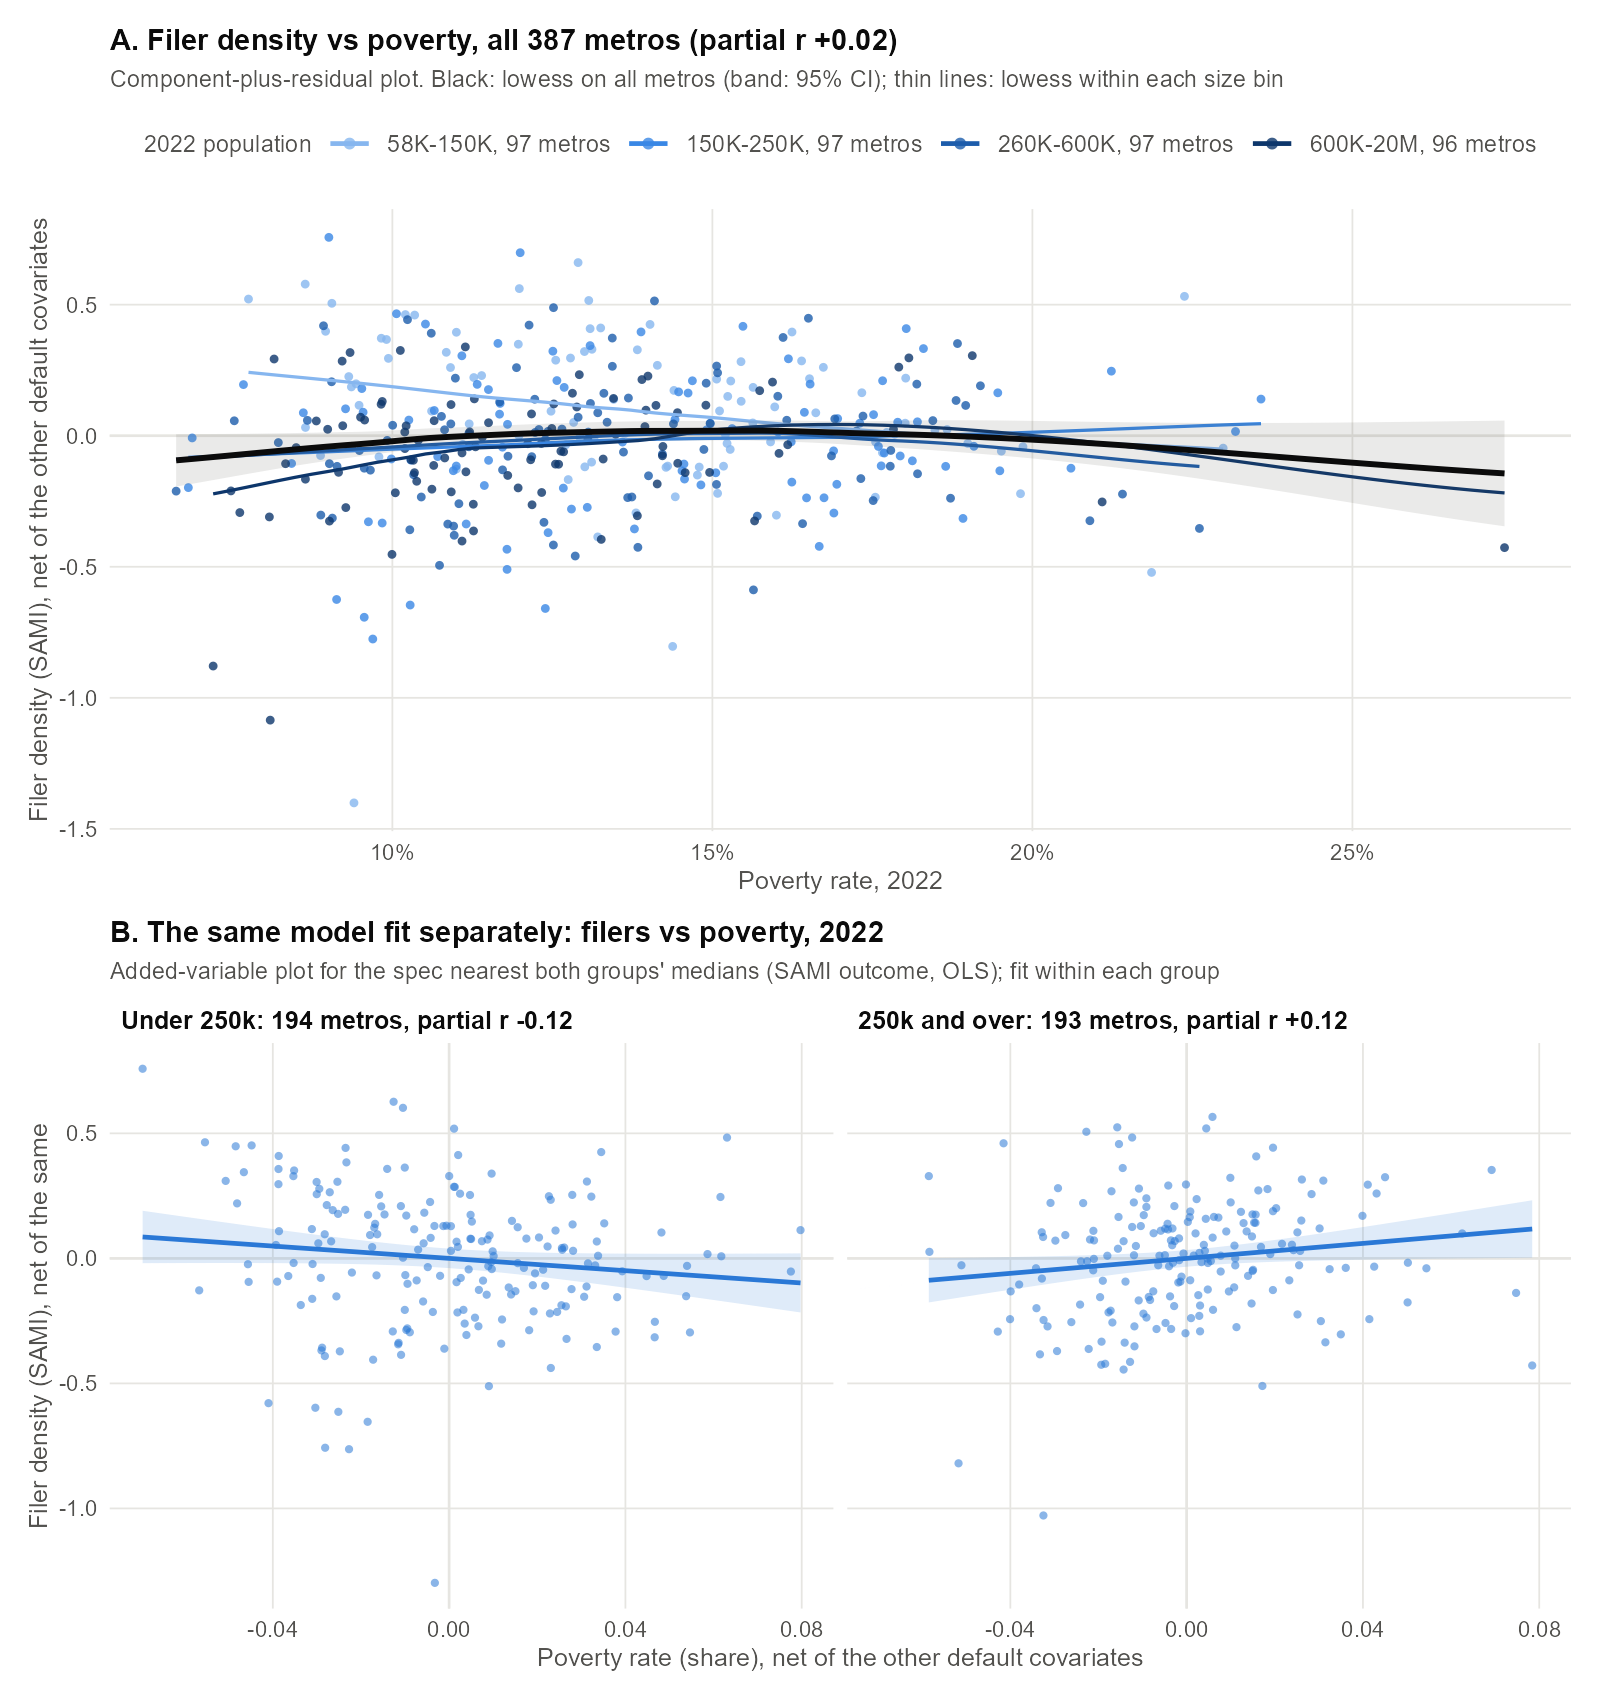 A. Filer density vs poverty, all 387 metros (partial r +0.02)
Component-plus-residual plot. Black: lowess on all metros (band: 95% CI); thin lines: lowess within each size bin
2022 population 58K-150K, 97 metros 150K-250K, 97 metros 260K-600K, 97 metros 600K-20M, 96 metros
Filer density (SAMI), net of the other default covariates
0.5
0.0
-0.5
-1.0
-1.5
10% 15% 20% 25%
Poverty rate, 2022
B. The same model fit separately: filers vs poverty, 2022
Added-variable plot for the spec nearest both groups' medians (SAMI outcome, OLS); fit within each group
Under 250k: 194 metros, partial r -0.12
250k and over: 193 metros, partial r +0.12
Filer density (SAMI), net of the same
0.5
0.0
-0.5
-1.0
-0.04 0.00 0.04 0.08 -0.04 0.00 0.04 0.08
Poverty rate (share), net of the other default covariates